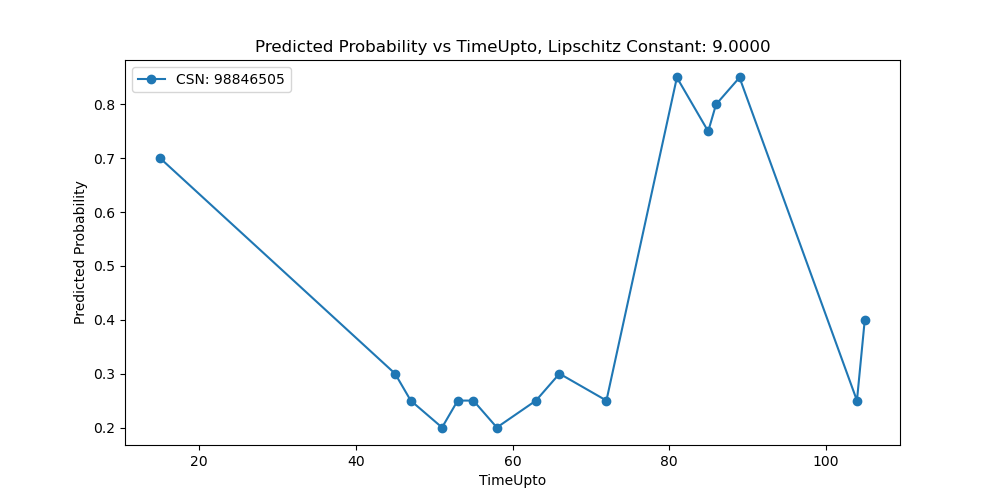 Predicted Probability vs TimeUpto, Lipschitz Constant: 9.0000
CSN: 98846505
Predicted Probability
0.8
0.7
0.6
0.5
0.4
0.3
0.2
20 40 60 80 100
TimeUpto